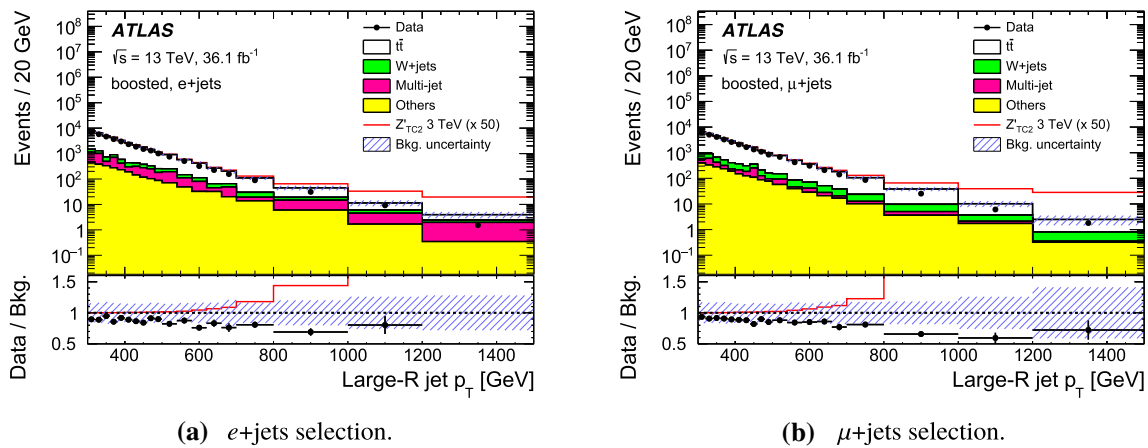 ATLAS
√s = 13 TeV, 36.1 fb⁻¹
boosted, e+jets
Data
tt̄
W+jets
Multi-jet
Others
Z'TC2 3 TeV (x 50)
Bkg. uncertainty
Events / 20 GeV
10⁸
10⁷
10⁶
10⁵
10⁴
10³
10²
10
1
10⁻¹
Data / Bkg.
1.5
1
0.5
400 600 800 1000 1200 1400
Large-R jet pT [GeV]
(a) e+jets selection.
ATLAS
√s = 13 TeV, 36.1 fb⁻¹
boosted, μ+jets
Data
tt̄
W+jets
Multi-jet
Others
Z'TC2 3 TeV (x 50)
Bkg. uncertainty
Events / 20 GeV
10⁸
10⁷
10⁶
10⁵
10⁴
10³
10²
10
1
10⁻¹
Data / Bkg.
1.5
1
0.5
400 600 800 1000 1200 1400
Large-R jet pT [GeV]
(b) μ+jets selection.